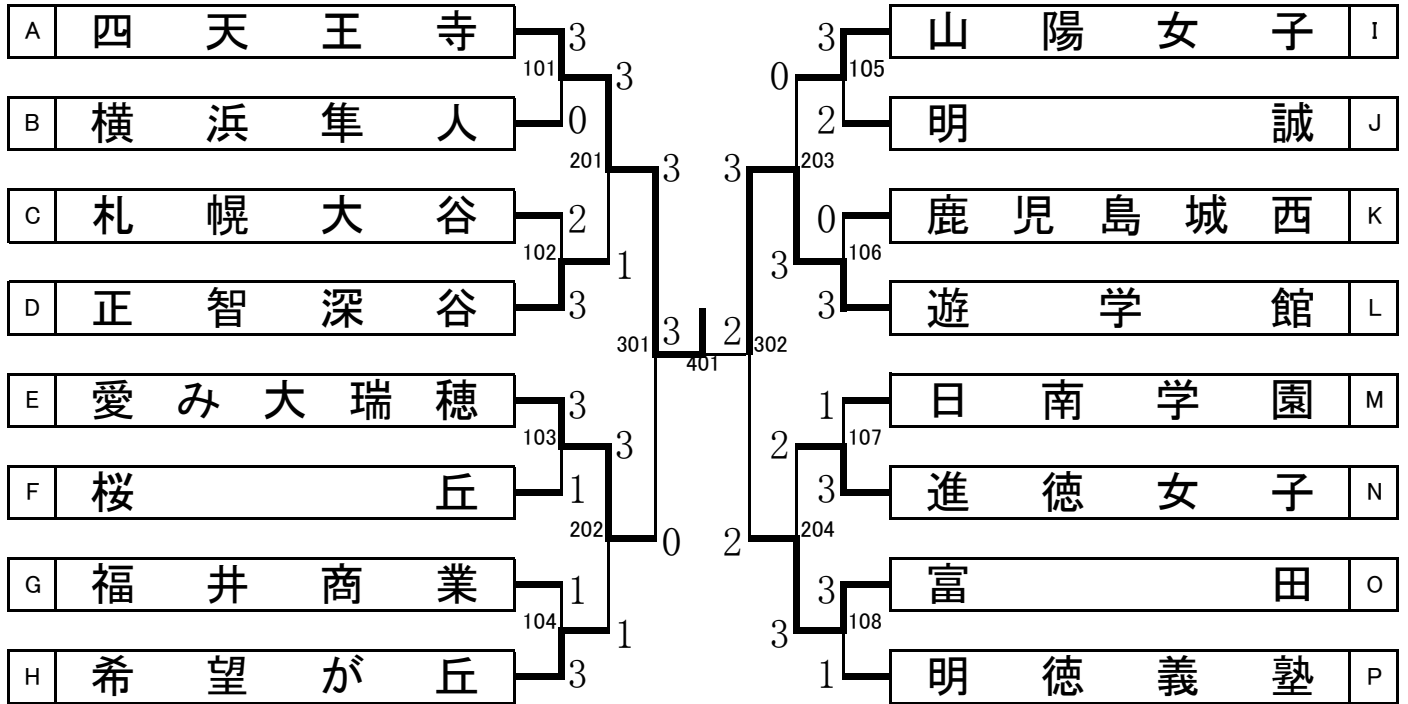 A 四天王寺 3 3 山陽女子 I
101 3 0 105
B 横浜隼人 0 2 明誠 J
201 3 3 203
C 札幌大谷 2 0 鹿児島城西 K
102 1 3 106
D 正智深谷 3 3 遊学館 L
301 3 2 302
401
E 愛み大瑞穂 3 1 日南学園 M
103 3 2 107
F 桜丘 1 3 進徳女子 N
202 0 2 204
G 福井商業 1 3 富田 O
104 1 3 108
H 希望が丘 3 1 明徳義塾 P